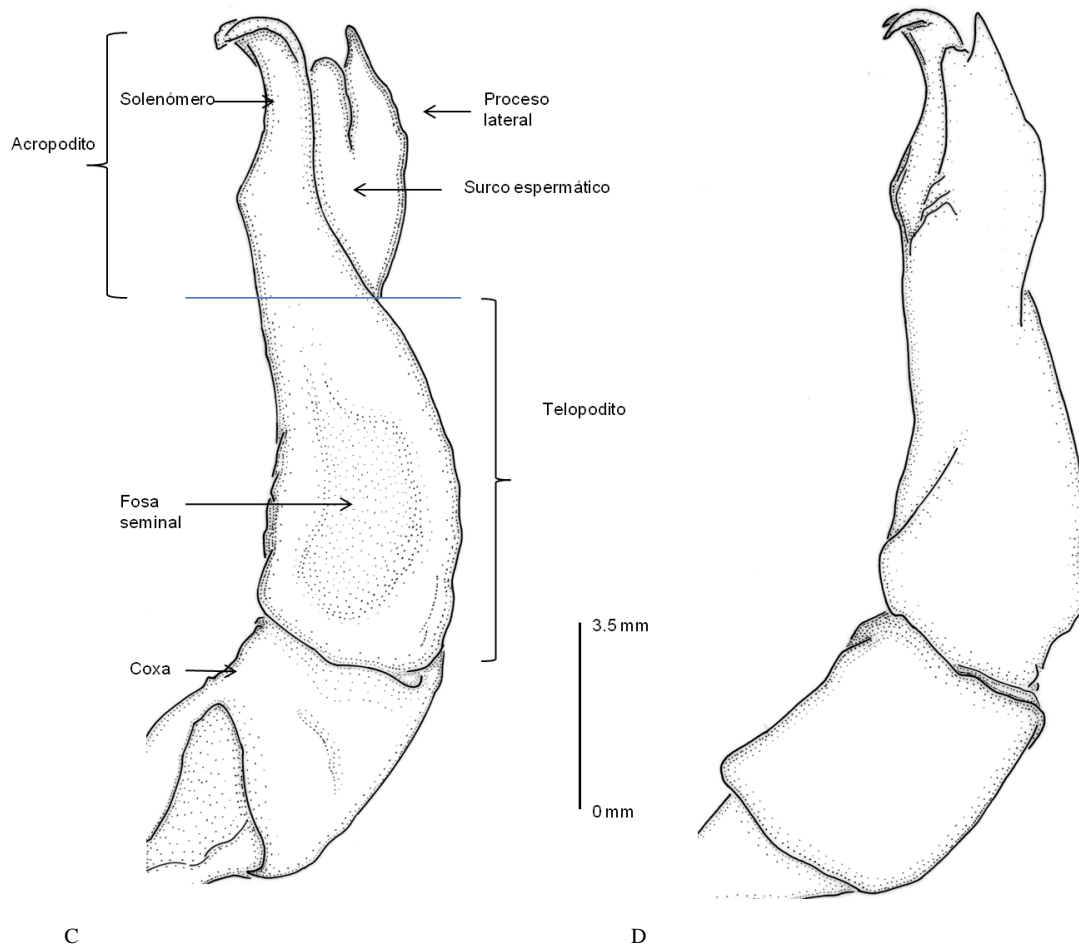 Solenómero
Proceso
lateral
Acropodito
Surco espermático
Telopodito
Fosa
seminal
3.5 mm
Coxa
0 mm
C
D